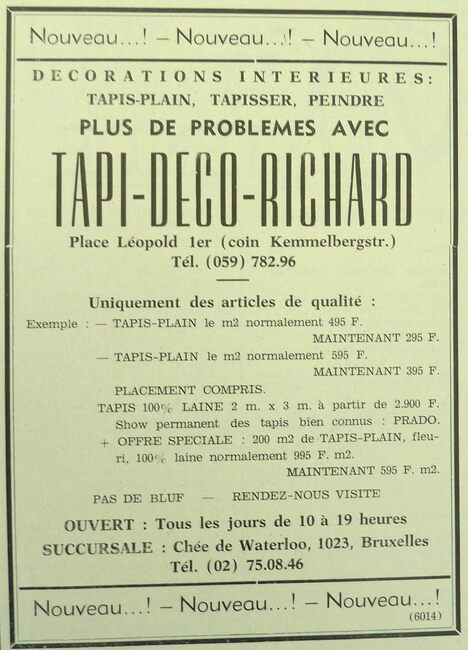 Nouveau...! – Nouveau...! – Nouveau...!
DECORATIONS INTERIEURES:
TAPIS-PLAIN, TAPISSER, PEINDRE
PLUS DE PROBLEMES AVEC
TAPI-DECO-RICHARD
Place Léopold 1er (coin Kemmelbergstr.)
Tél. (059) 782.96
Uniquement des articles de qualité :
Exemple : — TAPIS-PLAIN le m2 normalement 495 F.
MAINTENANT 295 F.
— TAPIS-PLAIN le m2 normalement 595 F.
MAINTENANT 395 F.
PLACEMENT COMPRIS.
TAPIS 100% LAINE 2 m. x 3 m. à partir de 2.900 F.
Show permanent des tapis bien connus : PRADO.
+ OFFRE SPECIALE : 200 m2 de TAPIS-PLAIN, fleu-
ri, 100% laine normalement 995 F. m2.
MAINTENANT 595 F. m2.
PAS DE BLUF — RENDEZ-NOUS VISITE
OUVERT : Tous les jours de 10 à 19 heures
SUCCURSALE : Chée de Waterloo, 1023, Bruxelles
Tél. (02) 75.08.46
Nouveau...! – Nouveau...! – Nouveau...!
(6014)